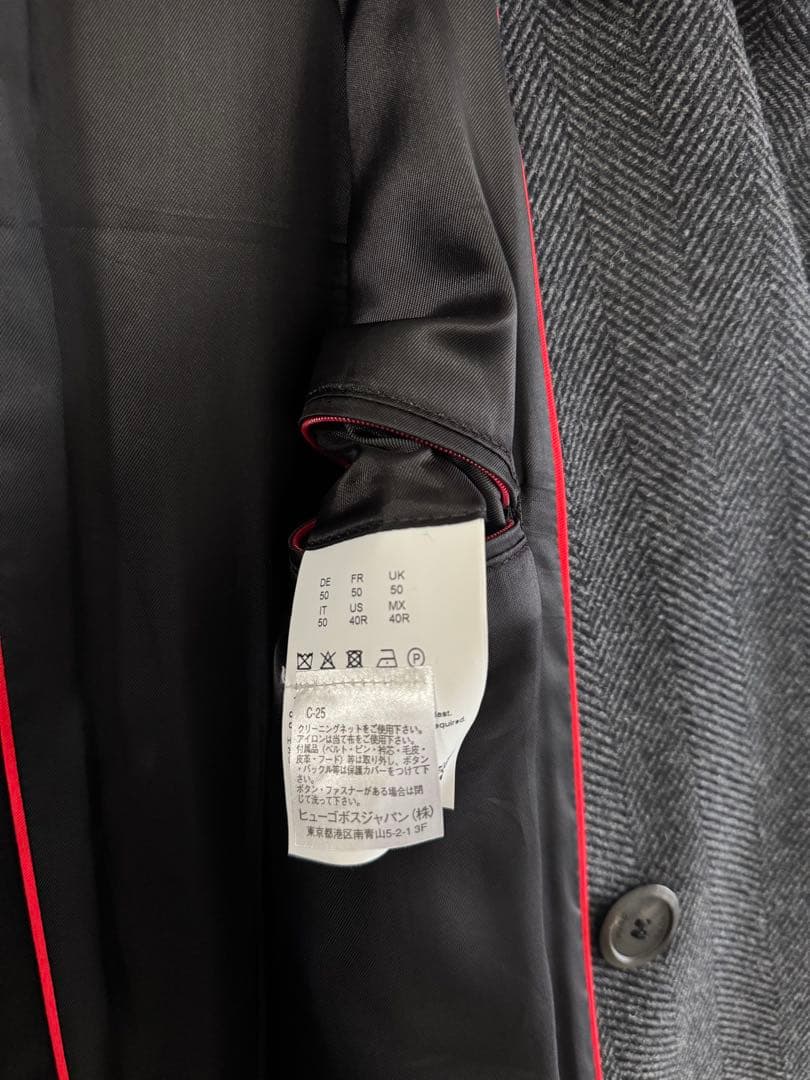 DE FR UK
50 50 50
IT US MX
50 40R 40R
P
C-25
クリーニングネットをご使用下さい。
アイロンは当て布をご使用下さい。
付属品（ベルト・ピン・衿芯・毛皮・
皮革・フード）等は取り外し、ボタン
・バックル等は保護カバーをつけて下
さい。
ボタン・ファスナーがある場合は閉
じて洗って下さい。
ヒューゴボスジャパン（株）
東京都港区南青山5-2-1 3F